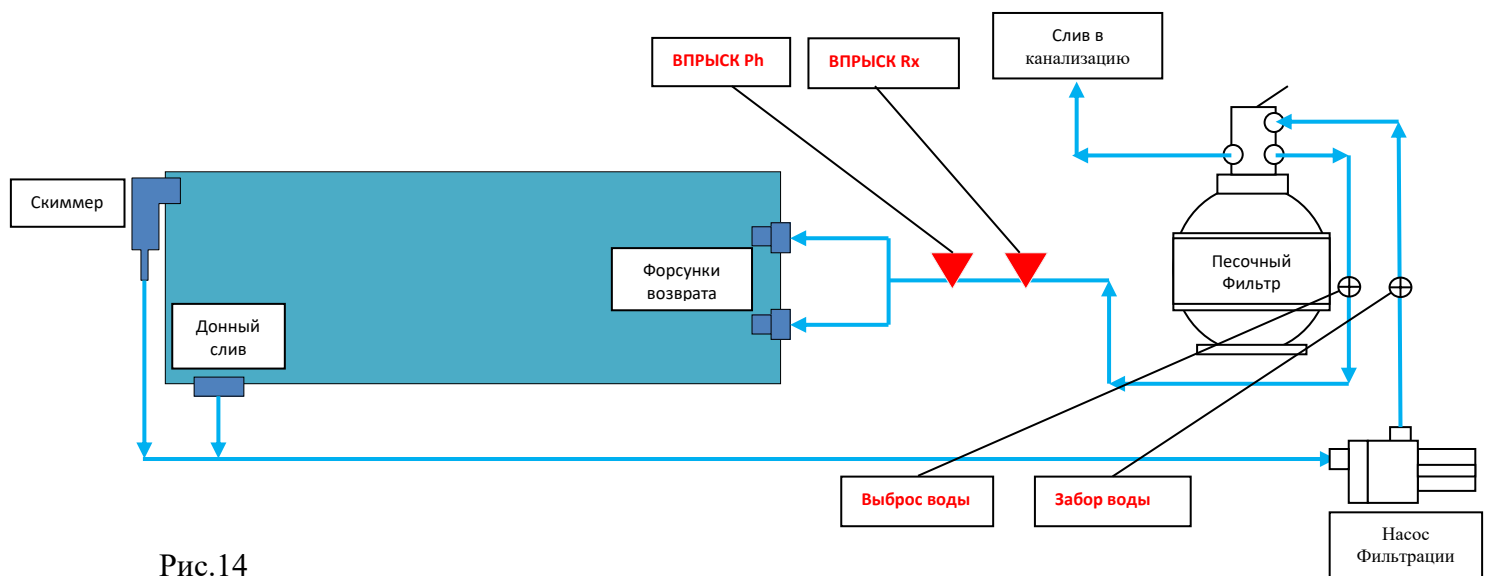 Слив в
канализацию
ВПРЫСК Ph
ВПРЫСК Rx
Скиммер
Форсунки
возврата
Песочный
Фильтр
Донный
слив
Выброс воды
Забор воды
Насос
Фильтрации
Рис.14